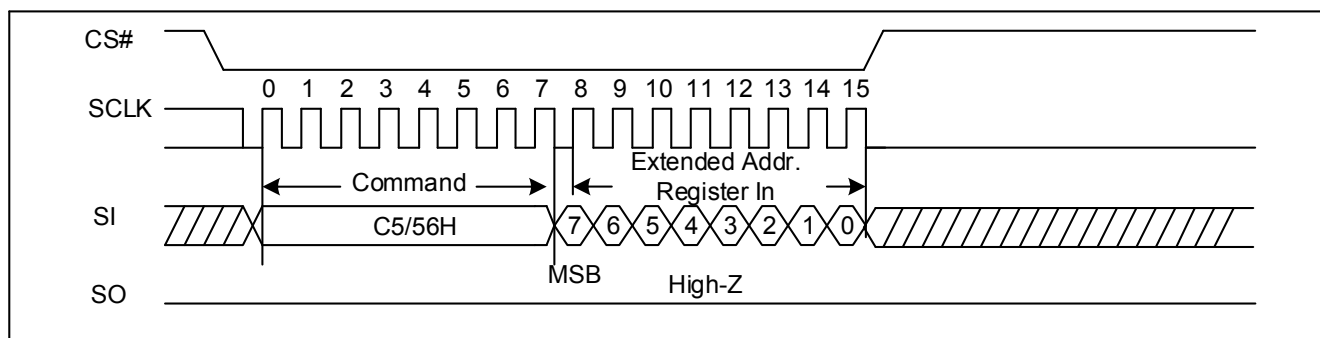 CS#
0 1 2 3 4 5 6 7 8 9 10 11 12 13 14 15
SCLK
Command
Extended Addr.
Register In
SI
C5/56H
7 6 5 4 3 2 1 0
MSB
High-Z
SO